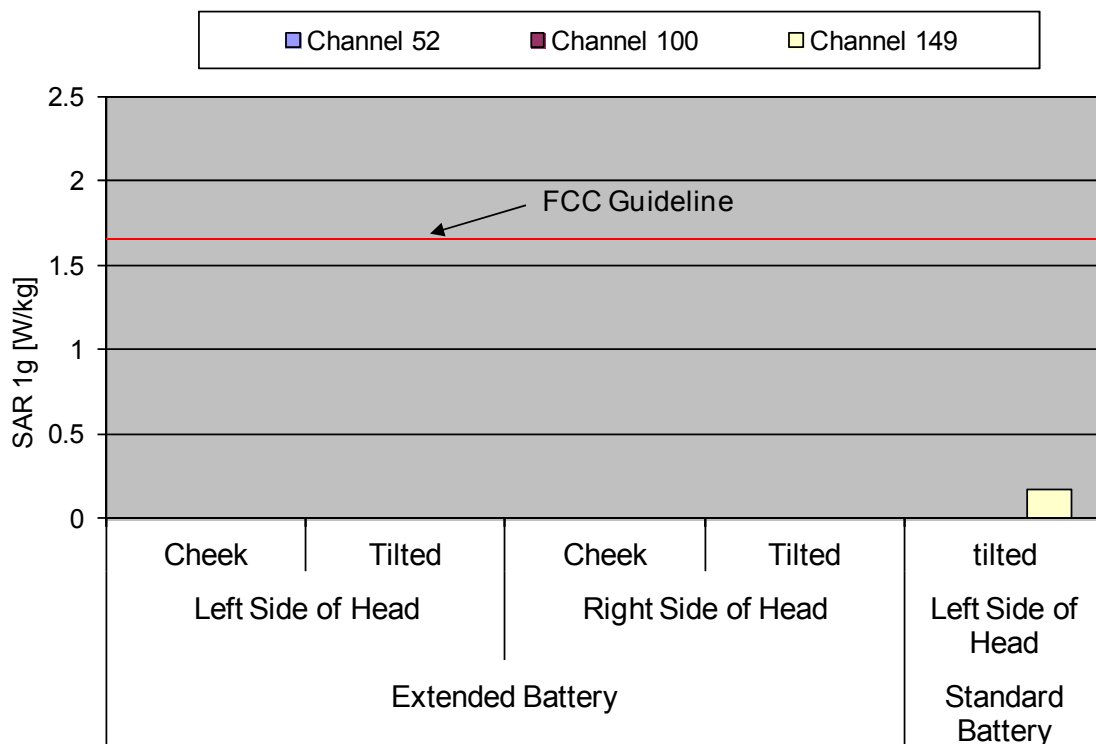 Channel 52 Channel 100 Channel 149
2.5
2
FCC Guideline
1.5
1
0.5
0
SAR 1g [W/kg]
Cheek Tilted Cheek Tilted tilted
Left Side of Head Right Side of Head Left Side of
Head
Extended Battery Standard
Battery